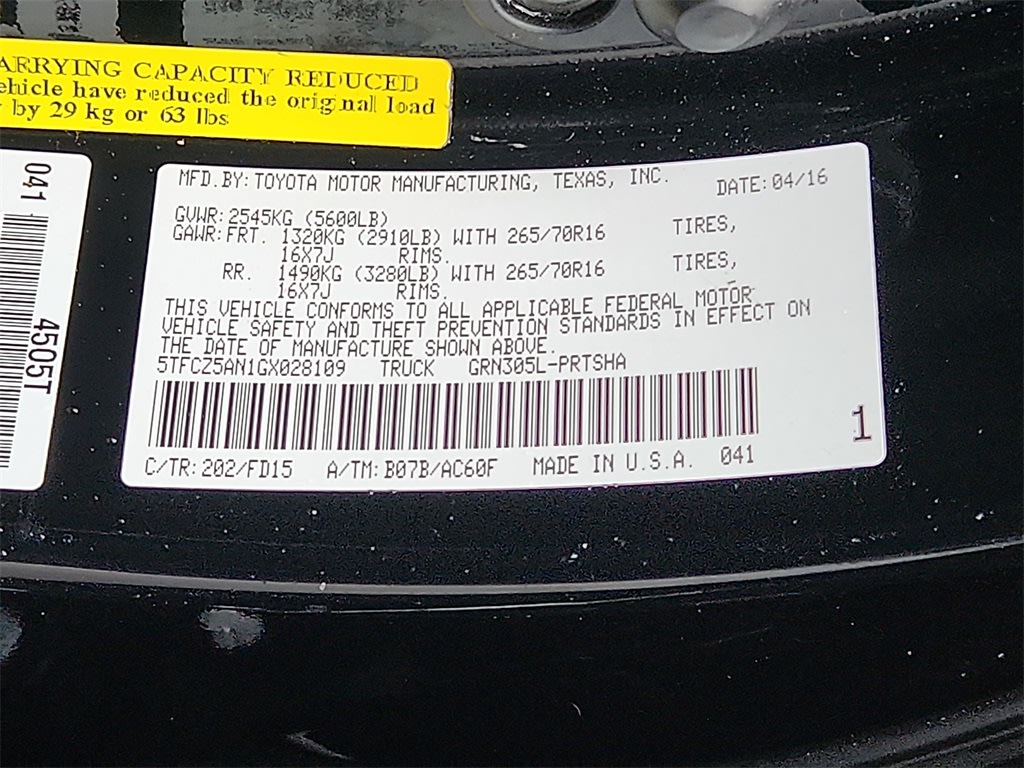 ARRYING CAPACITY REDUCED
ehicle have reduced the original load
by 29 kg or 63 lbs
041 4505T
MFD.BY: TOYOTA MOTOR MANUFACTURING, TEXAS, INC. DATE: 04/16
GVWR: 2545KG (5600LB)
GAWR: FRT. 1320KG (2910LB) WITH 265/70R16 TIRES,
16X7J RIMS.
RR. 1490KG (3280LB) WITH 265/70R16 TIRES,
16X7J RIMS.
THIS VEHICLE CONFORMS TO ALL APPLICABLE FEDERAL MOTOR
VEHICLE SAFETY AND THEFT PREVENTION STANDARDS IN EFFECT ON
THE DATE OF MANUFACTURE SHOWN ABOVE.
5TFCZ5AN1GX028109 TRUCK GRN305L-PRTSHA
1
C/TR: 202/FD15 A/TM: B07B/AC60F MADE IN U.S.A. 041